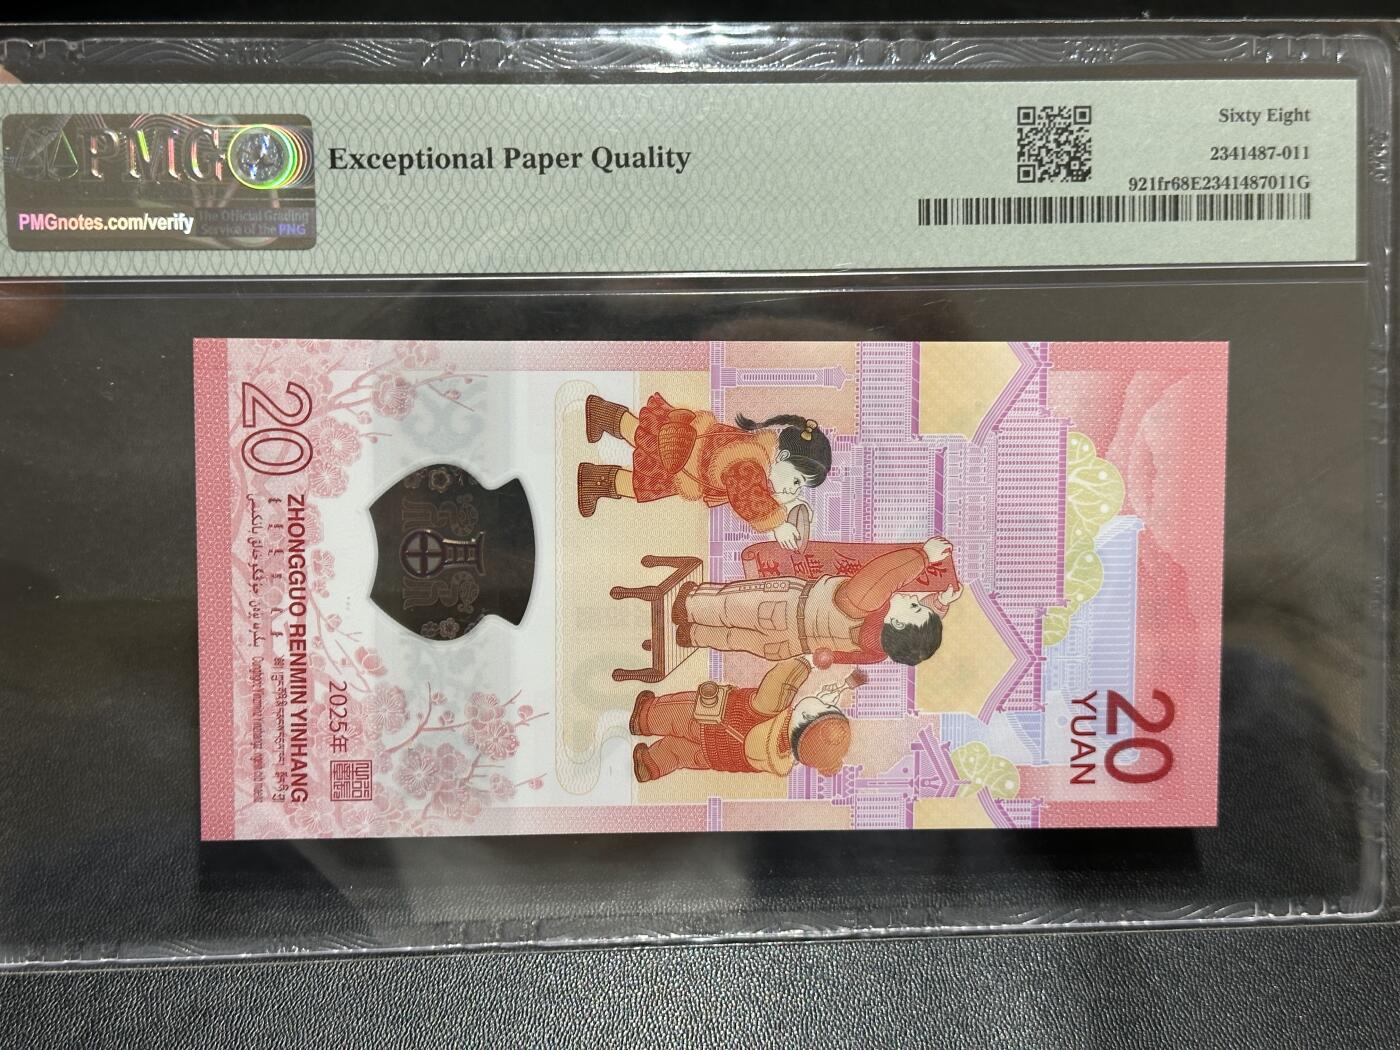 PMG
PMGnotes.com/verify
The Official Grading
Service of the PNG
Exceptional Paper Quality
Sixty Eight
2341487-011
921fr68E2341487011G
20
YUAN
20
ZHONGGUO RENMIN YINHANG
2025年